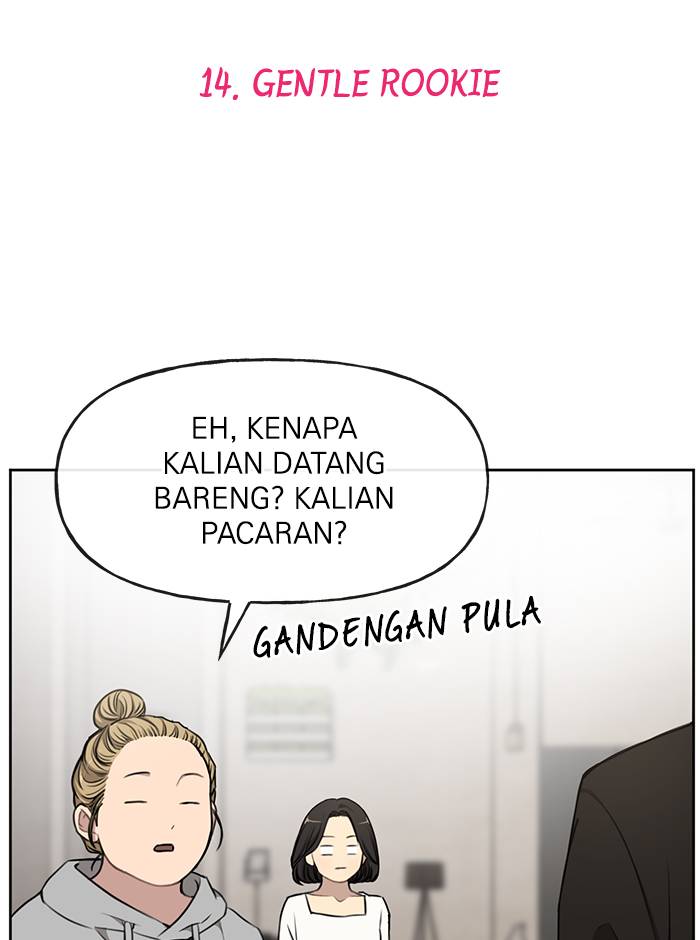 14. GENTLE ROOKIE
EH, KENAPA
KALIAN DATANG
BARENG? KALIAN
PACARAN?
GANDENGAN PULA